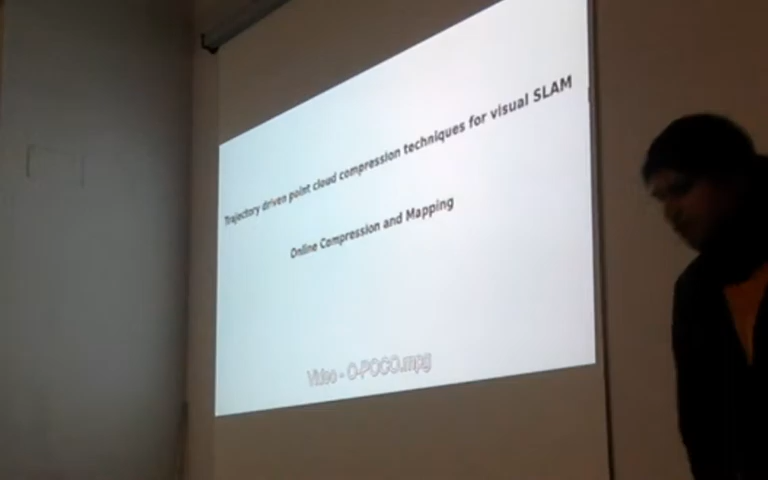 Trajectory driven point cloud compression techniques for visual SLAM
Online Compression and Mapping
Video - O-POCO.mpg